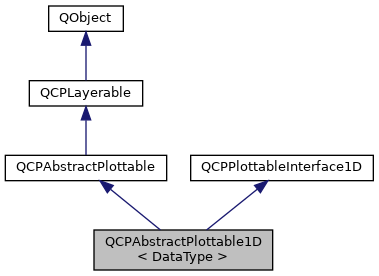 QObject
QCPLayerable
QCPAbstractPlottable
QCPPlottableInterface1D
QCPAbstractPlottable1D
< DataType >